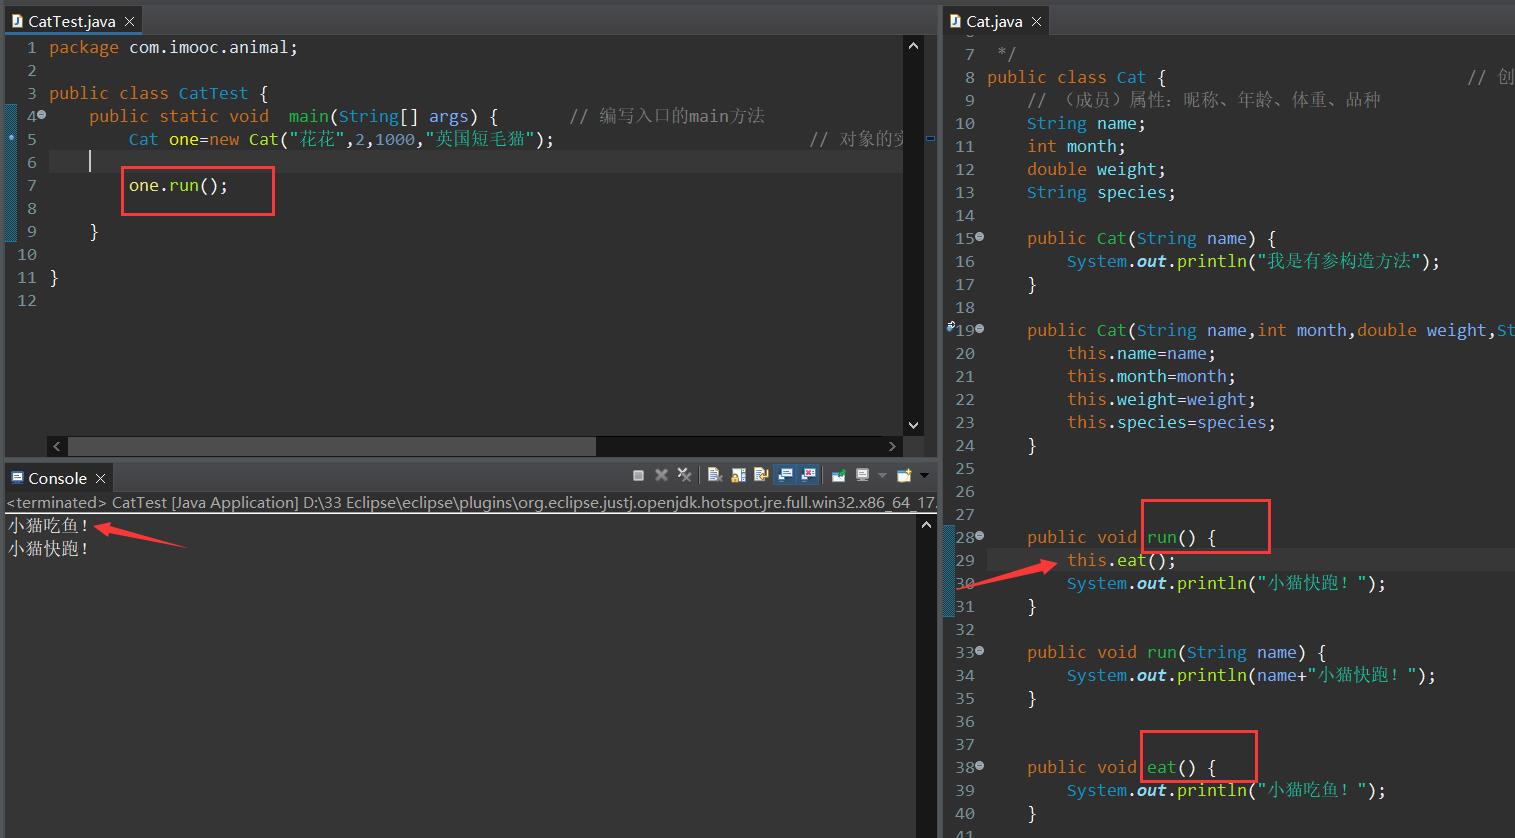 CatTest.java
1 package com.imooc.animal;
2
3 public class CatTest {
4 public static void main(String[] args) { // 编写入口的main方法
5 Cat one=new Cat("花花",2,1000,"英国短毛猫"); // 对象的
6
7 one.run();
8
9 }
10
11 }
12
Console
<terminated> CatTest [Java Application] D:\33 Eclipse\eclipse\plugins\org.eclipse.justj.openjdk.hotspot.jre.full.win32.x86_64_17.
小猫吃鱼!
小猫快跑!
Cat.java
7 */
8 public class Cat { // 创
9 // （成员）属性: 昵称、年龄、体重、品种
10 String name;
11 int month;
12 double weight;
13 String species;
14
15 public Cat(String name) {
16 System.out.println("我是有参构造方法");
17 }
18
19 public Cat(String name,int month,double weight,St
20 this.name=name;
21 this.month=month;
22 this.weight=weight;
23 this.species=species;
24 }
25
26
27
28 public void run() {
29 this.eat();
30 System.out.println("小猫快跑! ");
31 }
32
33 public void run(String name) {
34 System.out.println(name+"小猫快跑! ");
35 }
36
37
38 public void eat() {
39 System.out.println("小猫吃鱼! ");
40 }
41